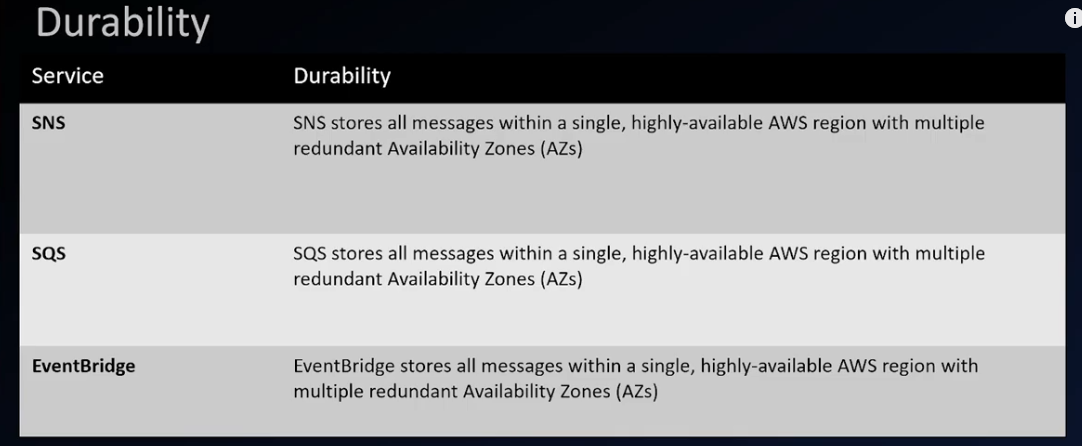 Durability
Service Durability
SNS SNS stores all messages within a single, highly-available AWS region with multiple
redundant Availability Zones (AZs)
SQS SQS stores all messages within a single, highly-available AWS region with multiple
redundant Availability Zones (AZs)
EventBridge EventBridge stores all messages within a single, highly-available AWS region with
multiple redundant Availability Zones (AZs)